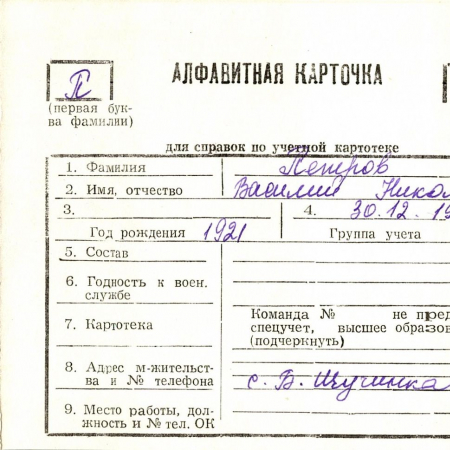 П
АЛФАВИТНАЯ КАРТОЧКА
(первая бук-
ва фамилии)
для справок по учетной картотеке
1. Фамилия Петров
2. Имя, отчество Василий Никол
3. 4. 30.12.19
Год рождения 1921 Группа учета
5. Состав
6. Годность к воен.
службе
Команда № не пред
7. Картотека спецучет, высшее образов
(подчеркнуть)
8. Адрес м-жительст-
ва и № телефона с. В. Шучинка
9. Место работы, дол-
жность и № тел. ОК